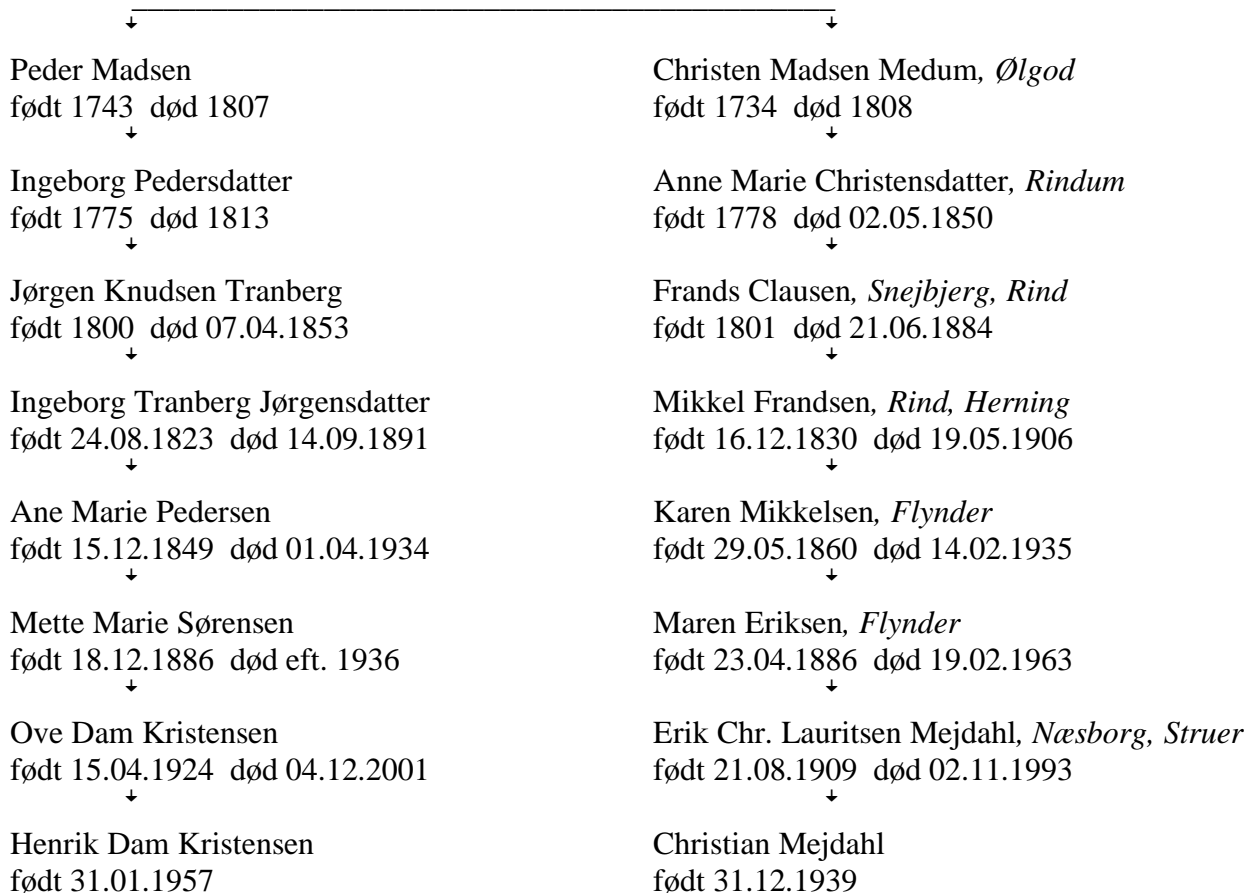 Peder Madsen
født 1743 død 1807
Christen Madsen Medum, Ølgod
født 1734 død 1808
Ingeborg Pedersdatter
født 1775 død 1813
Anne Marie Christensdatter, Rindum
født 1778 død 02.05.1850
Jørgen Knudsen Tranberg
født 1800 død 07.04.1853
Frands Clausen, Snejbjerg, Rind
født 1801 død 21.06.1884
Ingeborg Tranberg Jørgensdatter
født 24.08.1823 død 14.09.1891
Mikkel Frandsen, Rind, Herning
født 16.12.1830 død 19.05.1906
Ane Marie Pedersen
født 15.12.1849 død 01.04.1934
Karen Mikkelsen, Flynder
født 29.05.1860 død 14.02.1935
Mette Marie Sørensen
født 18.12.1886 død eft. 1936
Maren Eriksen, Flynder
født 23.04.1886 død 19.02.1963
Ove Dam Kristensen
født 15.04.1924 død 04.12.2001
Erik Chr. Lauritsen Mejdahl, Næsborg, Struer
født 21.08.1909 død 02.11.1993
Henrik Dam Kristensen
født 31.01.1957
Christian Mejdahl
født 31.12.1939